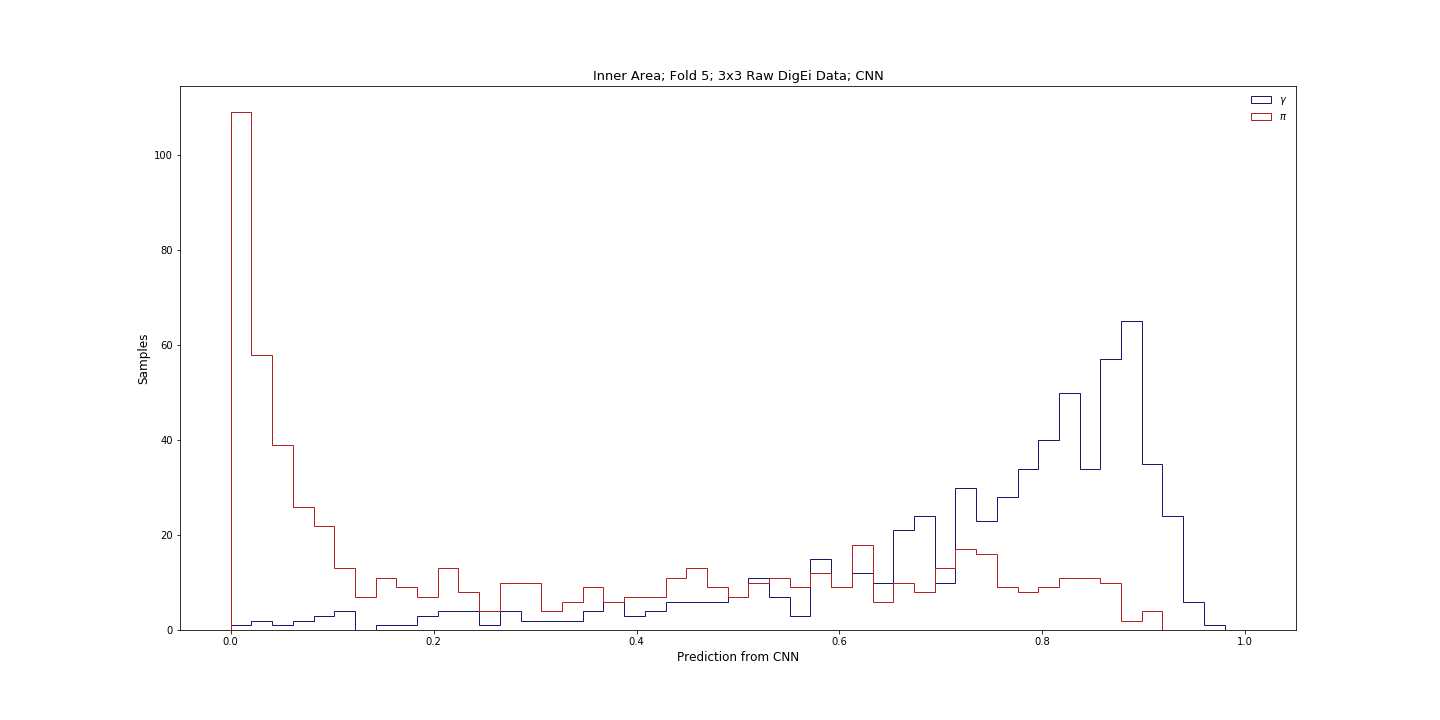 Inner Area; Fold 5; 3x3 Raw DigEi Data; CNN
γ
π
100
80
60
40
20
0
Samples
0.0 0.2 0.4 0.6 0.8 1.0
Prediction from CNN